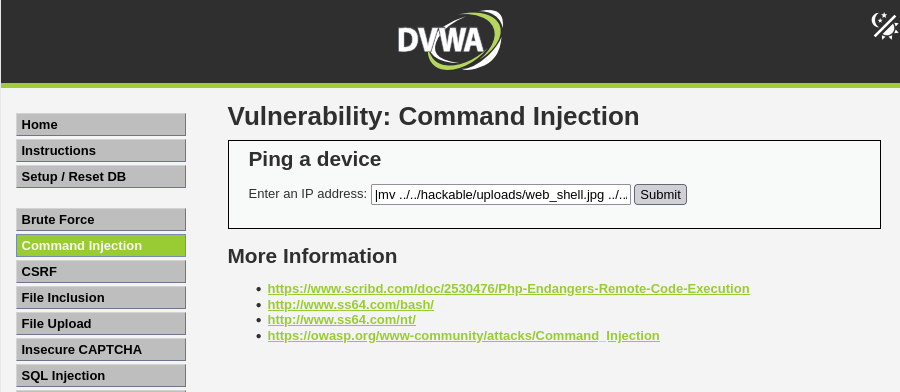 DVWA
Home
Instructions
Setup / Reset DB
Brute Force
Command Injection
CSRF
File Inclusion
File Upload
Insecure CAPTCHA
SQL Injection
Vulnerability: Command Injection
Ping a device
Enter an IP address: |mv ../../hackable/uploads/web_shell.jpg ../.. Submit
More Information
• https://www.scribd.com/doc/2530476/Php-Endangers-Remote-Code-Execution
• http://www.ss64.com/bash/
• http://www.ss64.com/nt/
• https://owasp.org/www-community/attacks/Command_Injection